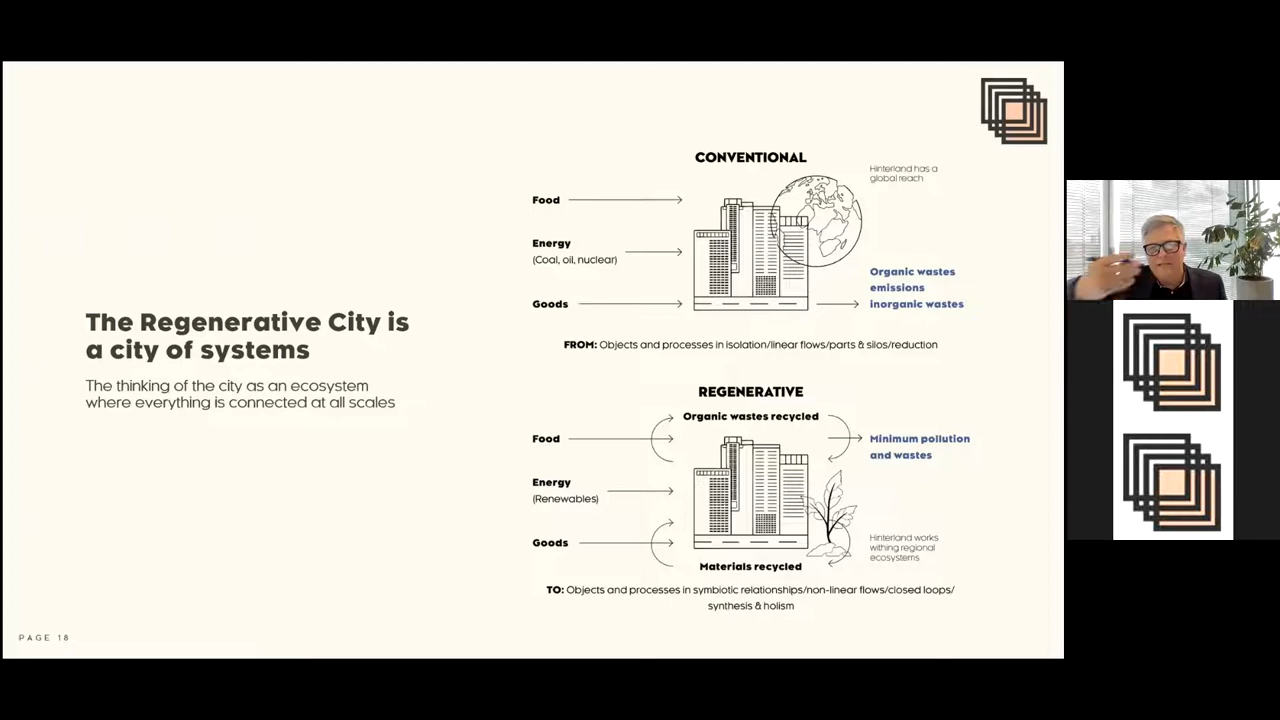 The Regenerative City is
a city of systems
The thinking of the city as an ecosystem
where everything is connected at all scales
CONVENTIONAL
Hinterland has a
global reach
Food
Energy
(Coal, oil, nuclear)
Goods
Organic wastes
emissions
inorganic wastes
FROM: Objects and processes in isolation/linear flows/parts & silos/reduction
REGENERATIVE
Organic wastes recycled
Food
Minimum pollution
and wastes
Energy
(Renewables)
Goods
Hinterland works
withing regional
ecosystems
Materials recycled
TO: Objects and processes in symbiotic relationships/non-linear flows/closed loops/
synthesis & holism
PAGE 18